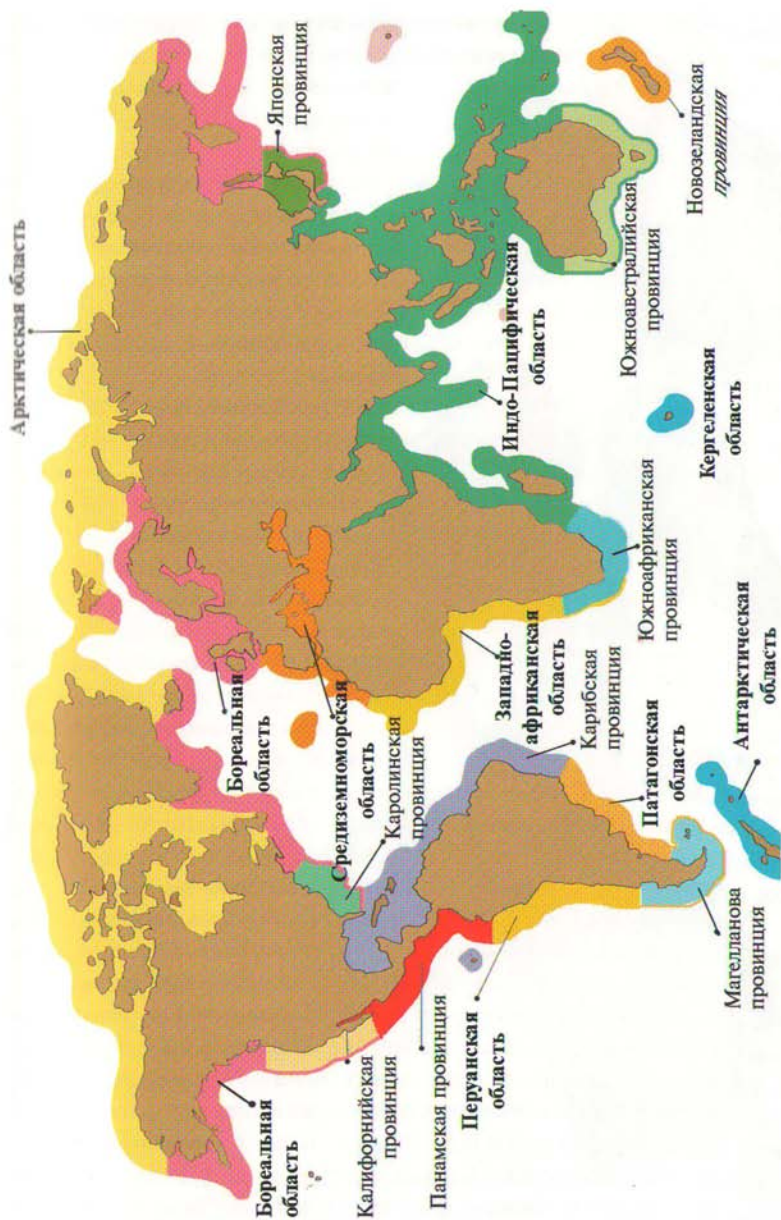 Арктическая область
Японская
провинция
Новозеландская
провинция
Южноавстралийская
провинция
Индо-Пацифическая
область
Кергеленская
область
Южноафриканская
провинция
Западно-
африканская
область
Бореальная
область
Средиземноморская
область
Каролинская
провинция
Карибская
провинция
Патагонская
область
Антарктическая
область
Магелланова
провинция
Перуанская
область
Панамская провинция
Калифорнийская
провинция
Бореальная
область